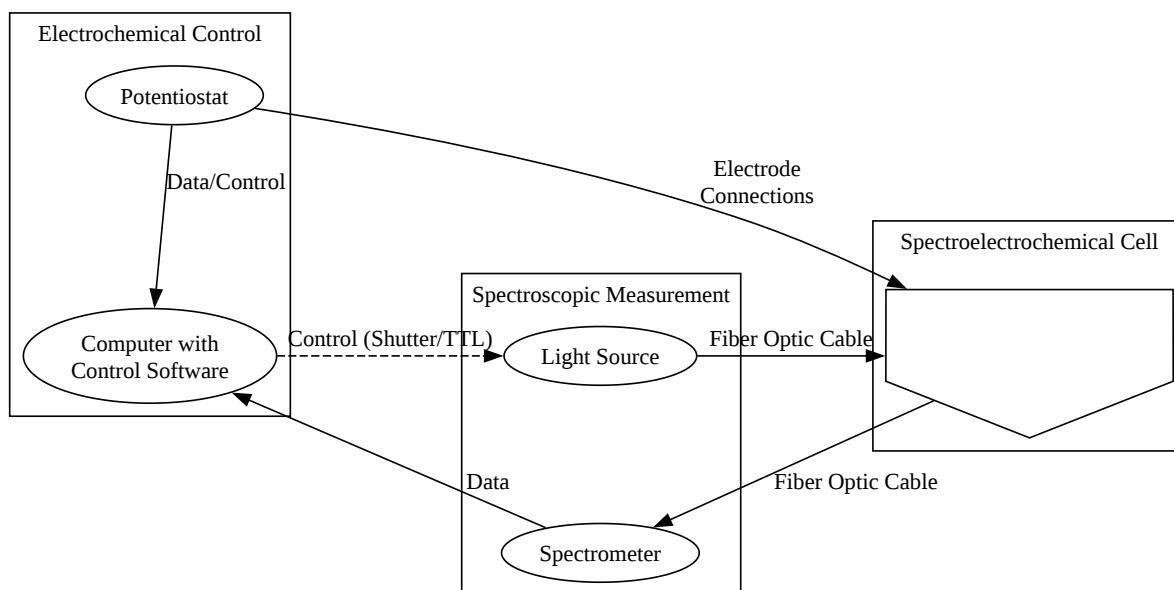 Electrochemical Control
Potentiostat
Data/Control
Electrode
Connections
Spectroelectrochemical Cell
Spectroscopic Measurement
Computer with
Control Software
Control (Shutter/TTL)
Light Source
Fiber Optic Cable
Data
Fiber Optic Cable
Spectrometer